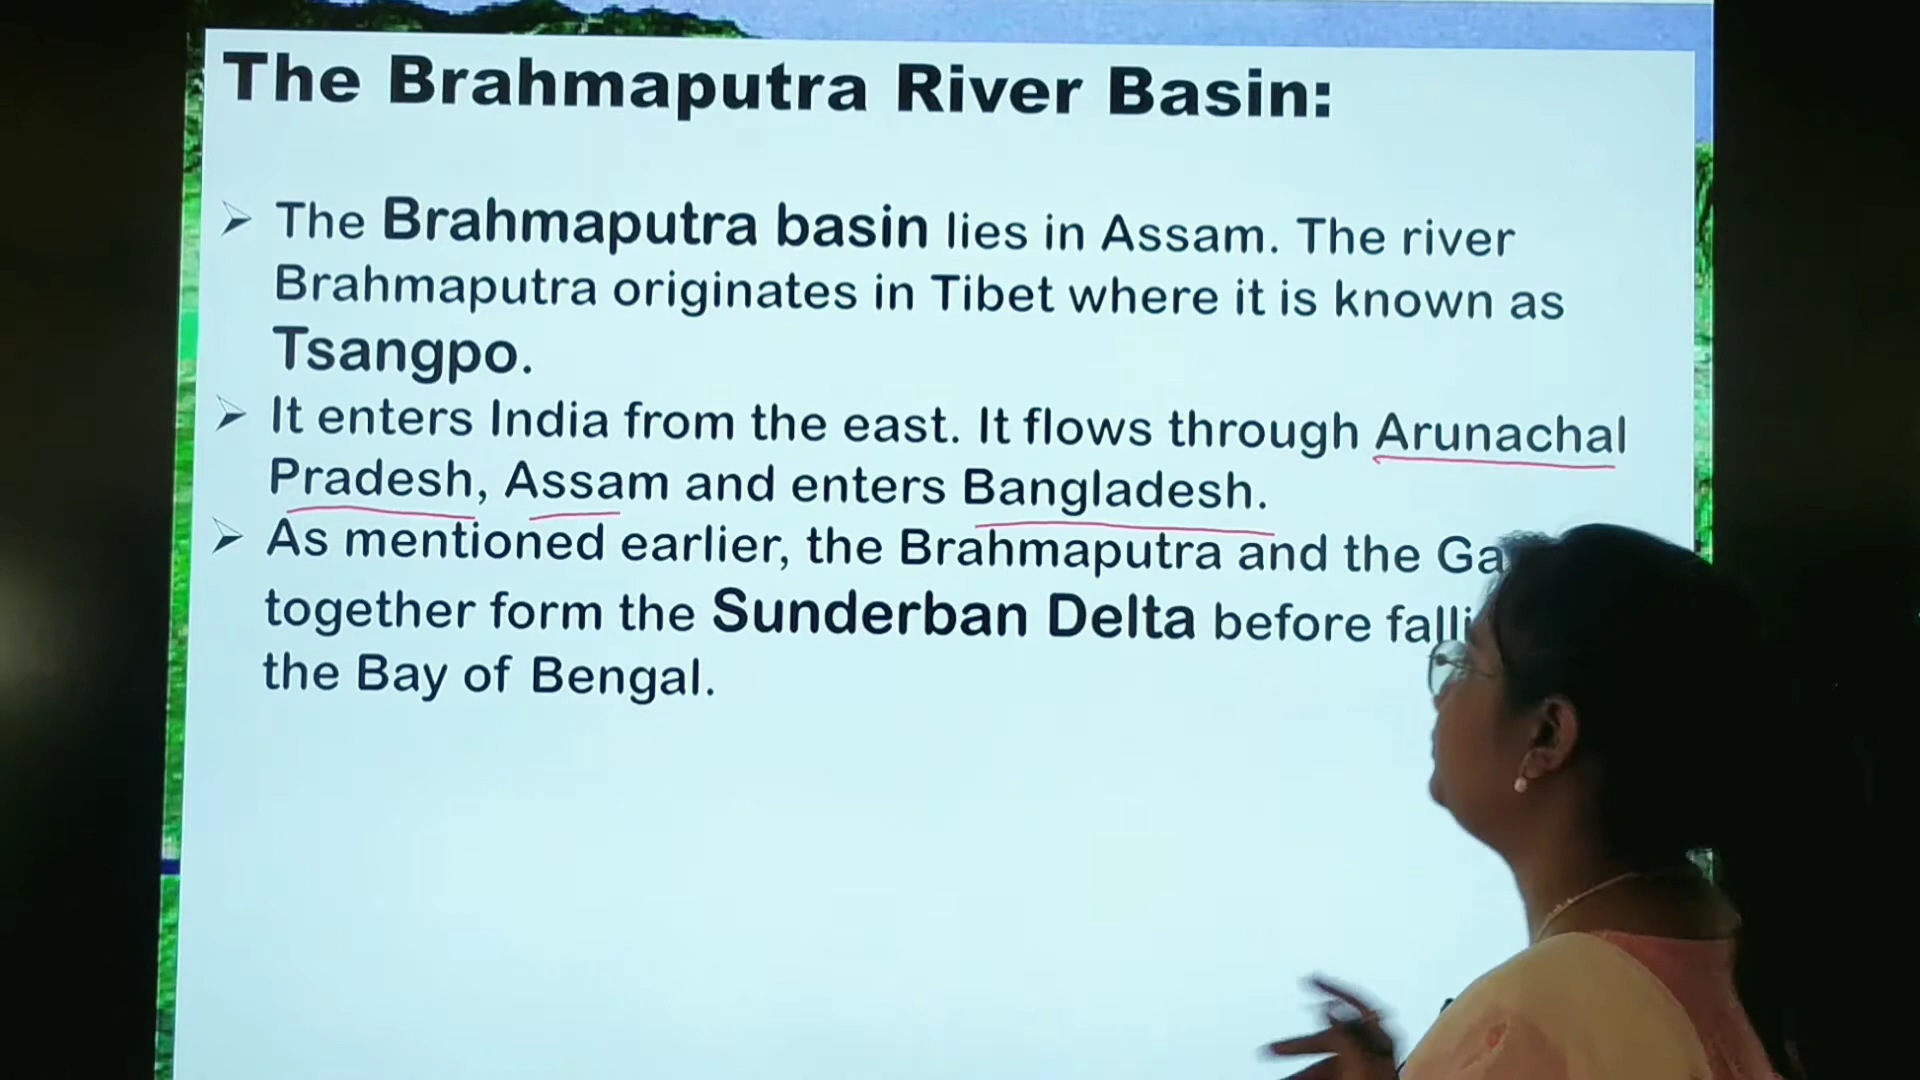 The Brahmaputra River Basin:
The Brahmaputra basin lies in Assam. The river
Brahmaputra originates in Tibet where it is known as
Tsangpo.
It enters India from the east. It flows through Arunachal
Pradesh, Assam and enters Bangladesh.
As mentioned earlier, the Brahmaputra and the
together form the Sunderban Delta before
the Bay of Bengal.